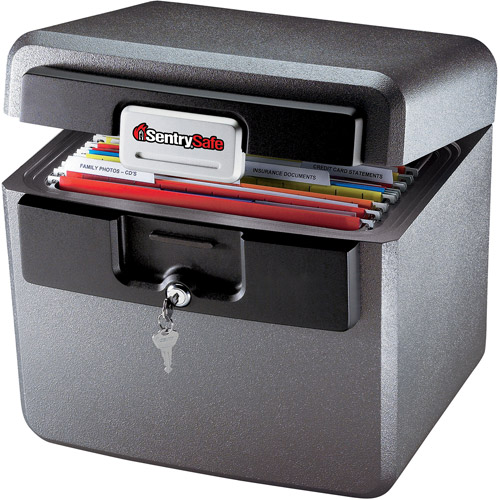 SentrySafe
FAMILY PHOTOS – CD'S
INSURANCE DOCUMENTS
CREDIT CARD STATEMENTS